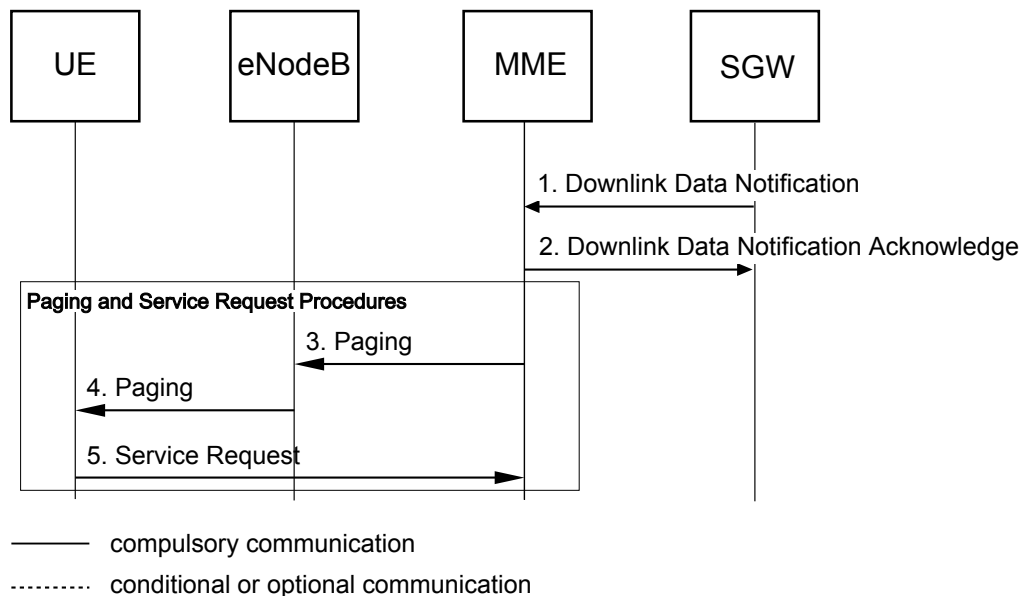 UE
eNodeB
MME
SGW
1. Downlink Data Notification
2. Downlink Data Notification Acknowledge
Paging and Service Request Procedures
3. Paging
4. Paging
5. Service Request
compulsory communication
conditional or optional communication